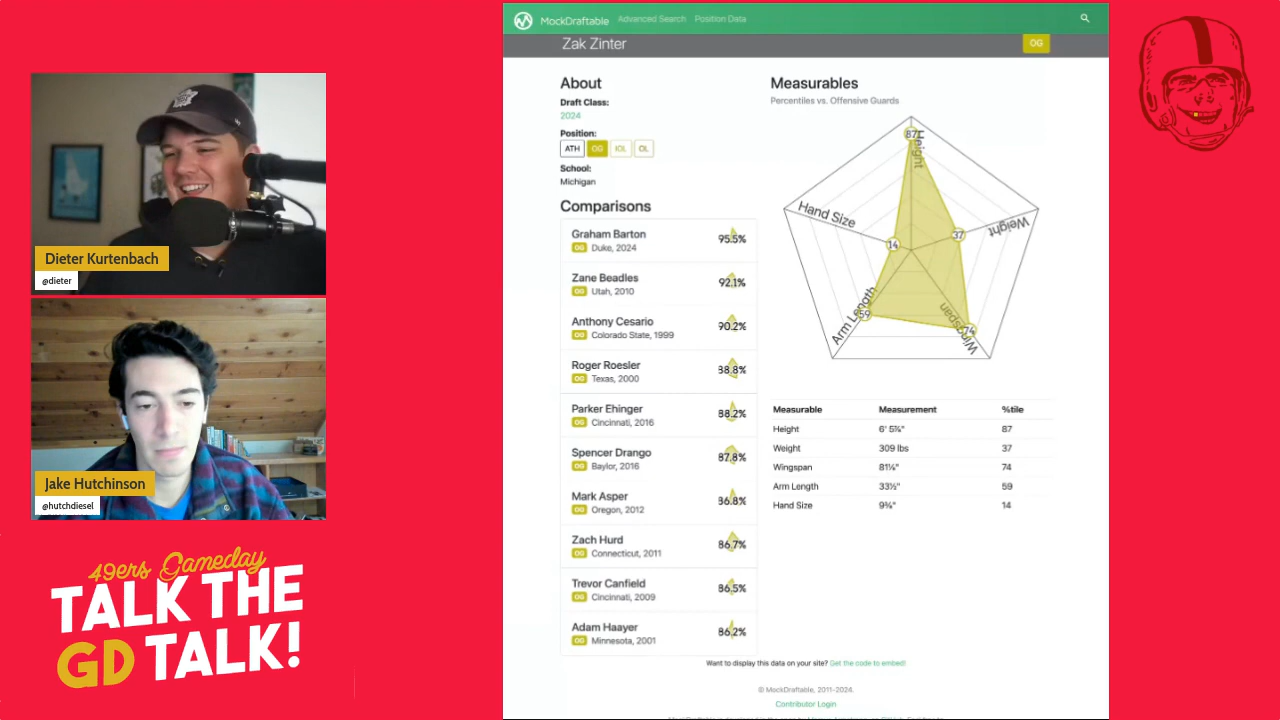 MockDraftable Advanced Search Position Data
Zak Zinter OG
About
Draft Class:
2024
Position:
ATH OG IOL OL
School:
Michigan
Comparisons
Graham Barton 95.5%
OG Duke, 2024
Zane Beadles 92.1%
OG Utah, 2010
Anthony Cesario 90.2%
OG Colorado State, 1999
Roger Roesler 88.8%
OG Texas, 2000
Parker Ehinger 88.2%
OG Cincinnati, 2016
Spencer Drango 87.8%
OG Baylor, 2016
Mark Asper 86.8%
OG Oregon, 2012
Zach Hurd 86.7%
OG Connecticut, 2011
Trevor Canfield 86.5%
OG Cincinnati, 2009
Adam Haayer 86.2%
OG Minnesota, 2001
Measurables
Percentiles vs. Offensive Guards
87
Height
Hand Size
Weight
37
14
59
Arm Length
74
Wingspan
Measurable Measurement %tile
Height 6' 5¾" 87
Weight 309 lbs 37
Wingspan 74
Arm Length 59
Hand Size 14
Want to display this data on your site? Get the code to embed!
© MockDraftable, 2011-2024.
Contributor Login
Dieter Kurtenbach
@dieter
Jake Hutchinson
@hutchdiesel
49ers Gameday
TALK THE
GD TALK!